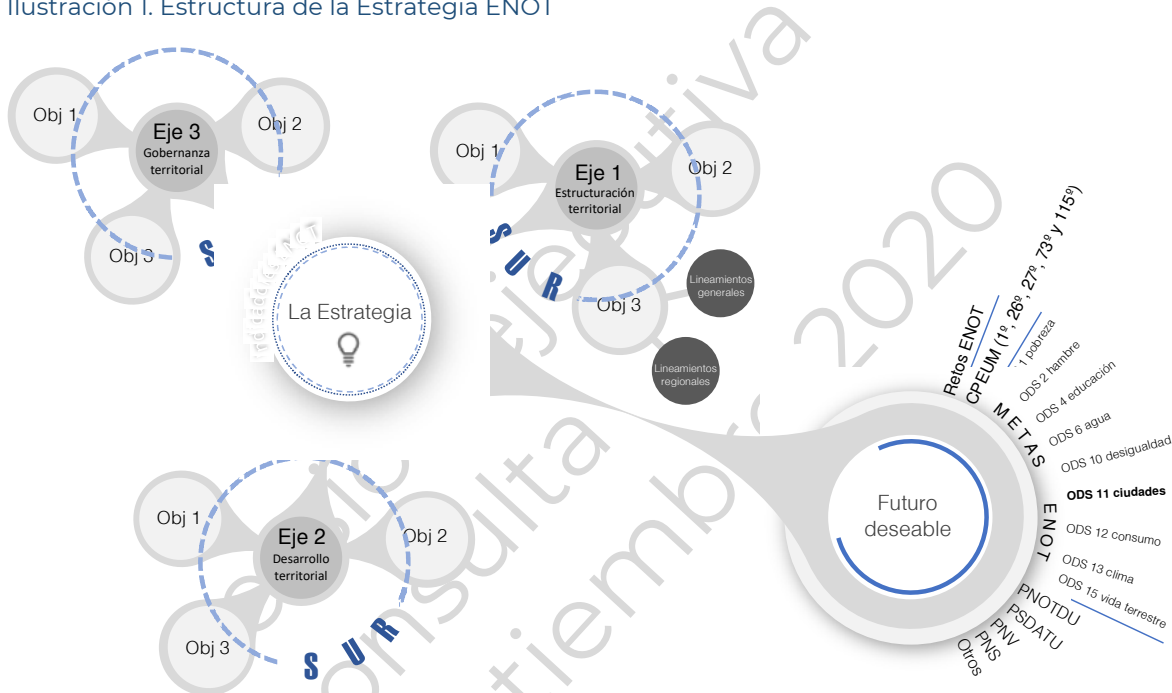 Ilustración 1. Estructura de la Estrategia ENOT
Obj 1
Eje 3
Gobernanza
territorial
Obj 2
Obj 3
S
Obj 1
Eje 1
Estructuración
territorial
Obj 2
Obj 3
S U R
Lineamientos
generales
Lineamientos
regionales
La Estrategia
Obj 1
Eje 2
Desarrollo
territorial
Obj 2
Obj 3
S U R
Futuro
deseable
Retos ENOT
CPEUM (1º, 26º, 27º, 73º y 115º)
1 pobreza
ODS 2 hambre
ODS 4 educación
ODS 6 agua
ODS 10 desigualdad
ODS 11 ciudades
ODS 12 consumo
ODS 13 clima
ODS 15 vida terrestre
METAS ENOT
PNOTDU
PSDATU
PNV
PNS
Otros
2020